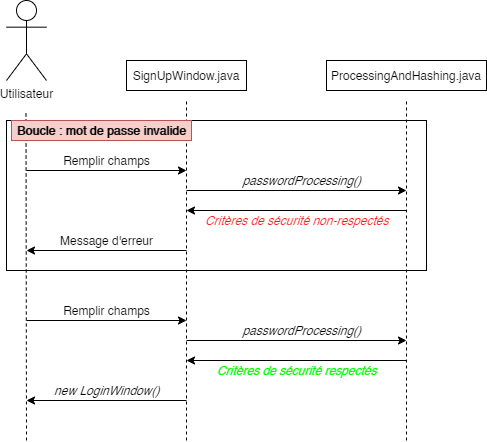 Utilisateur
SignUpWindow.java
ProcessingAndHashing.java
Boucle : mot de passe invalide
Remplir champs
passwordProcessing()
Critères de sécurité non-respectés
Message d'erreur
Remplir champs
passwordProcessing()
Critères de sécurité respectés
new LoginWindow()